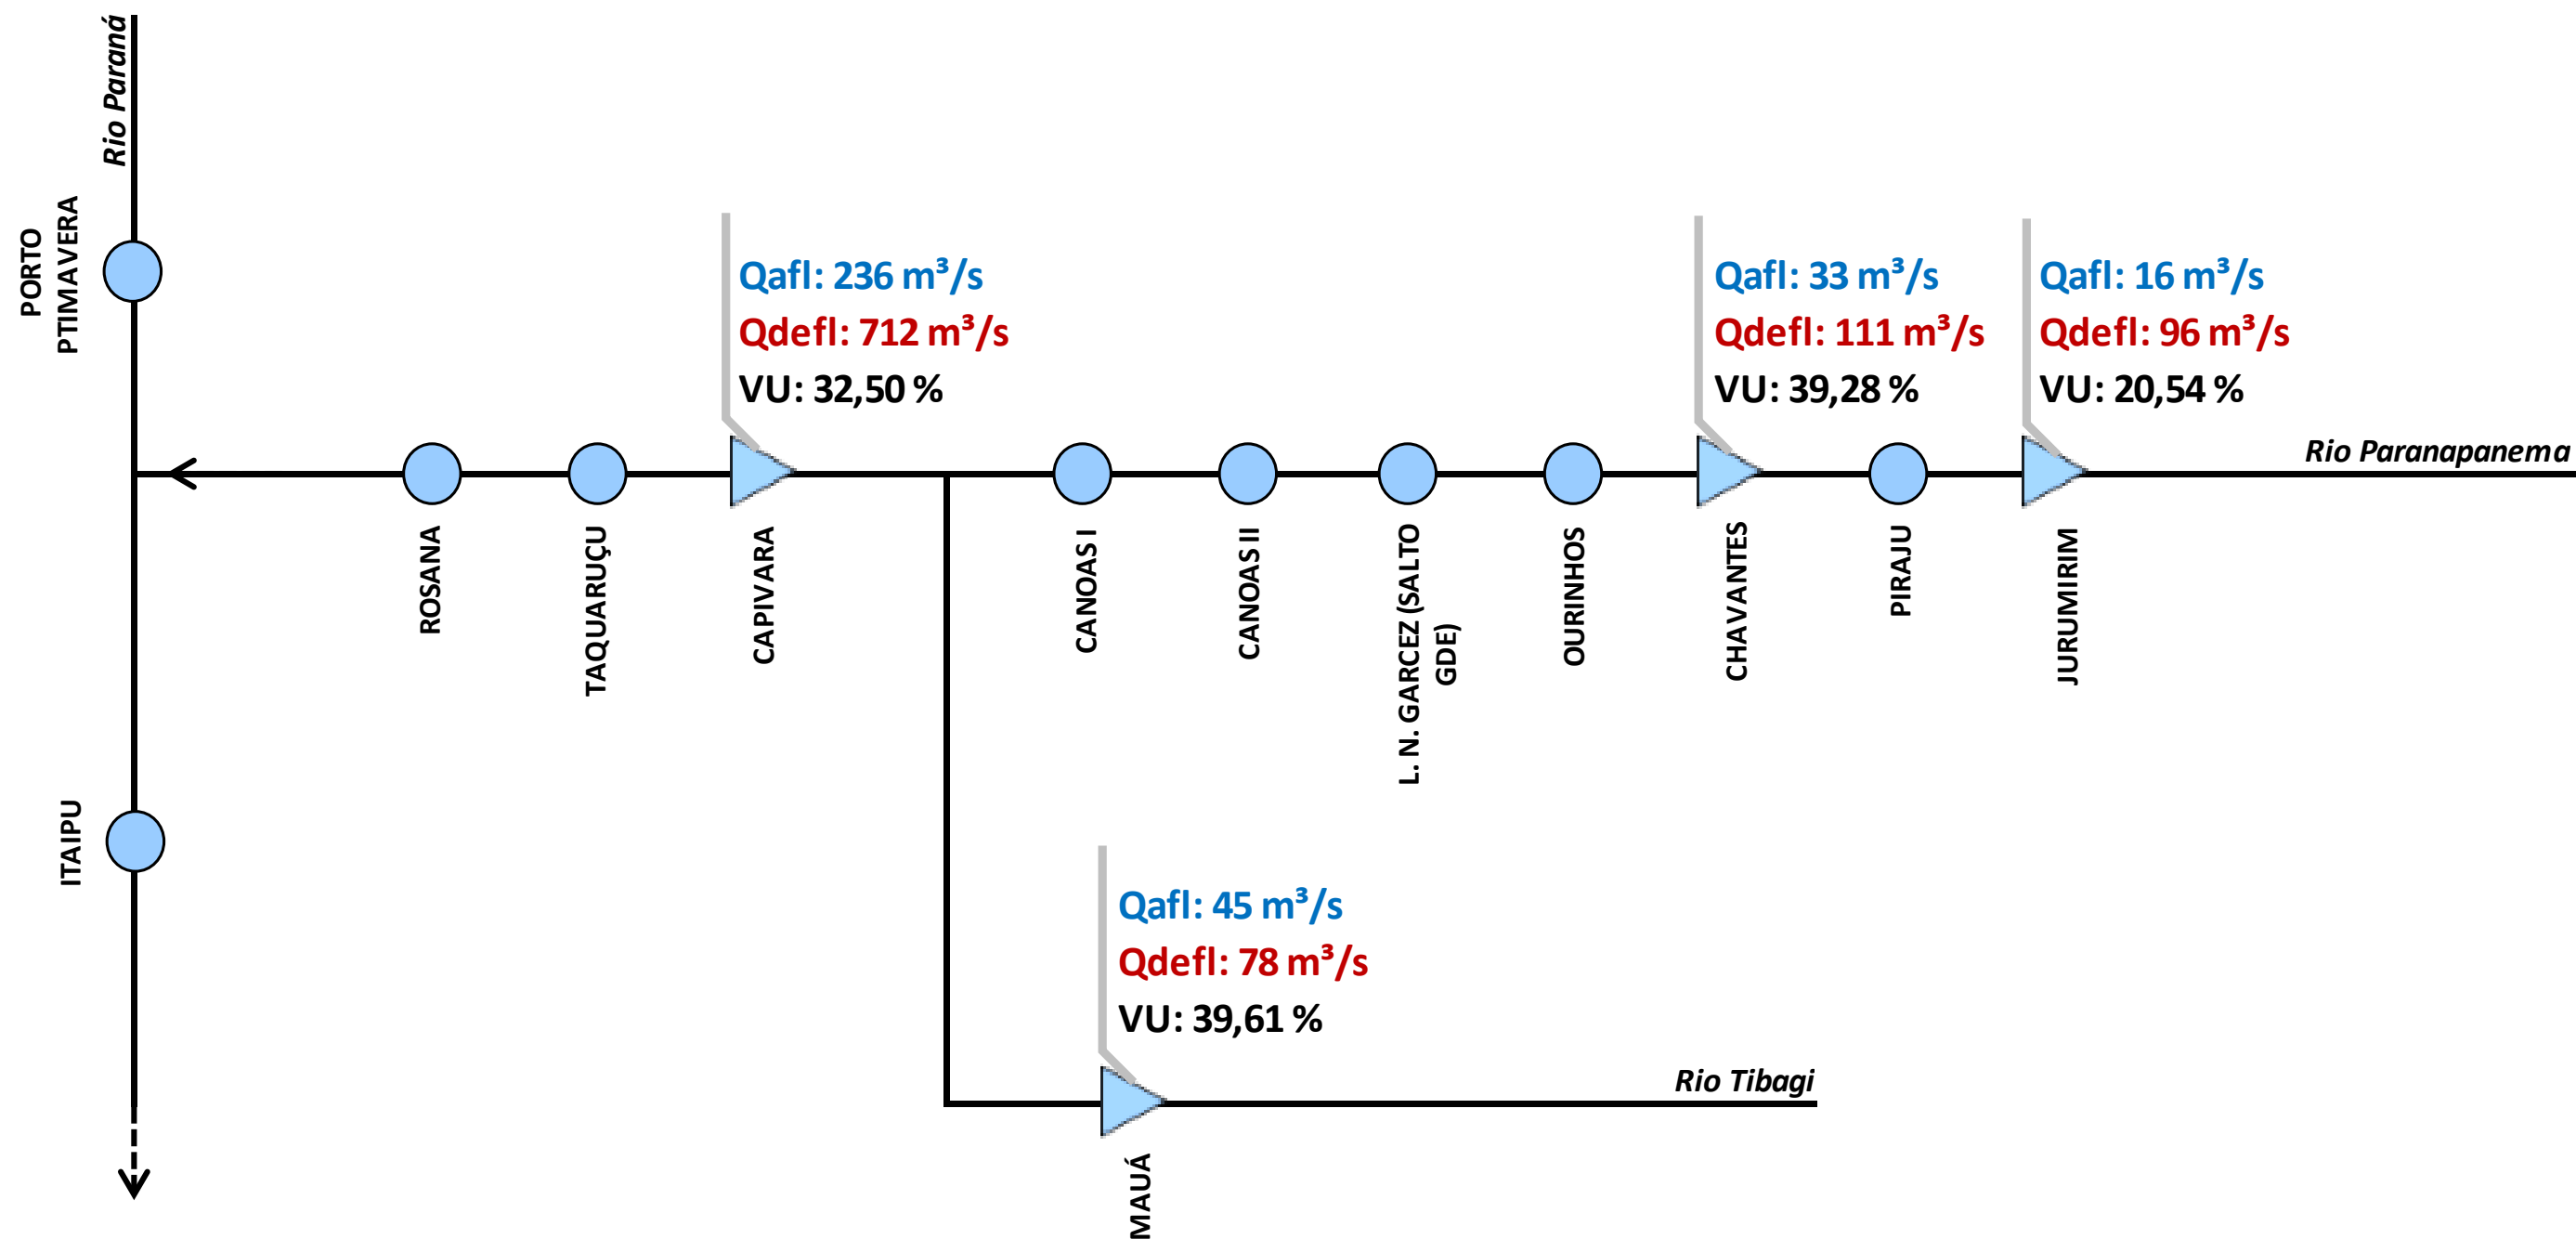 Rio Paraná
PORTO
PTIMAVERA
Qafl: 236 m³/s
Qdefl: 712 m³/s
VU: 32,50 %
Qafl: 33 m³/s
Qdefl: 111 m³/s
VU: 39,28 %
Qafl: 16 m³/s
Qdefl: 96 m³/s
VU: 20,54 %
Rio Paranapanema
ROSANA
TAQUARUÇU
CAPIVARA
CANOAS I
CANOAS II
L. N. GARCEZ (SALTO
GDE)
OURINHOS
CHAVANTES
PIRAJU
JURUMIRIM
ITAIPU
Qafl: 45 m³/s
Qdefl: 78 m³/s
VU: 39,61 %
Rio Tibagi
MAUÁ